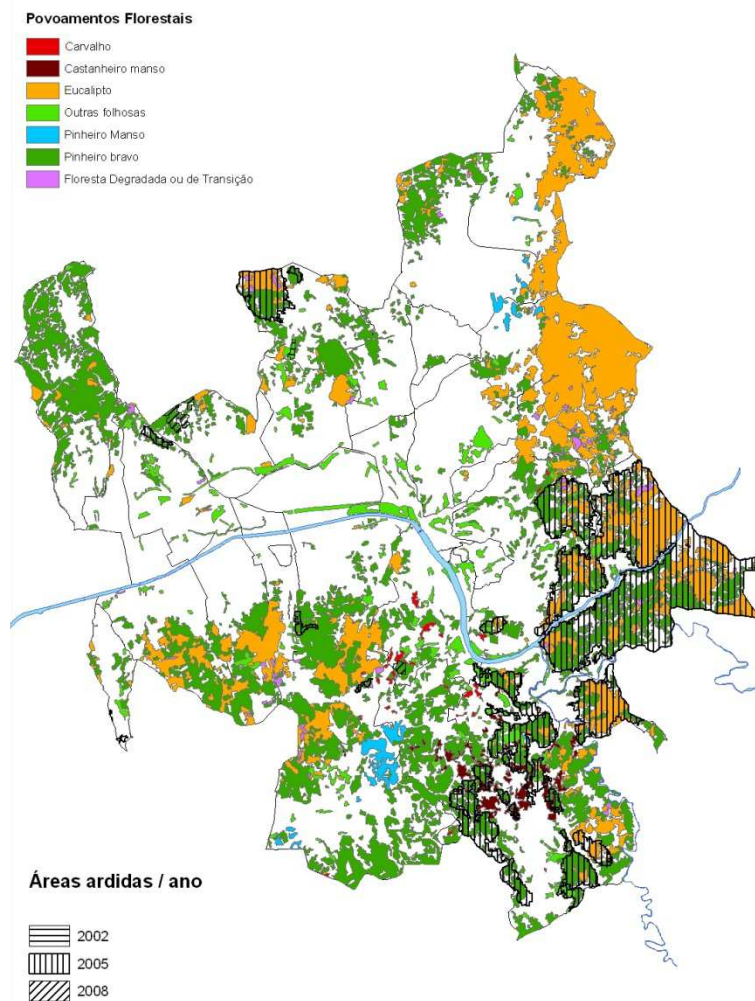 Povoamentos Florestais
Carvalho
Castanheiro manso
Eucalipto
Outras folhosas
Pinheiro Manso
Pinheiro bravo
Floresta Degradada ou de Transição
Áreas ardidas / ano
2002
2005
2008